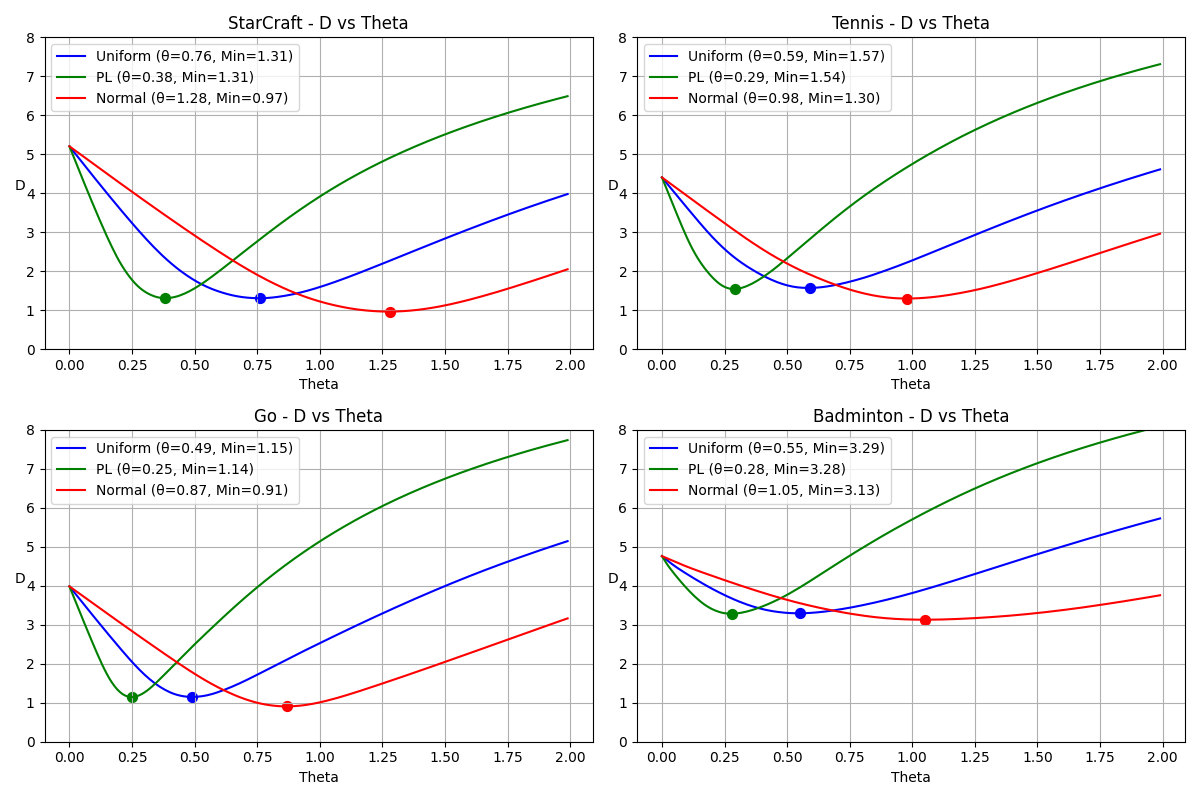 StarCraft - D vs Theta
Uniform (θ=0.76, Min=1.31)
PL (θ=0.38, Min=1.31)
Normal (θ=1.28, Min=0.97)
8
7
6
5
4
3
2
1
0
D
0.00 0.25 0.50 0.75 1.00 1.25 1.50 1.75 2.00
Theta
Tennis - D vs Theta
Uniform (θ=0.59, Min=1.57)
PL (θ=0.29, Min=1.54)
Normal (θ=0.98, Min=1.30)
8
7
6
5
4
3
2
1
0
D
0.00 0.25 0.50 0.75 1.00 1.25 1.50 1.75 2.00
Theta
Go - D vs Theta
Uniform (θ=0.49, Min=1.15)
PL (θ=0.25, Min=1.14)
Normal (θ=0.87, Min=0.91)
8
7
6
5
4
3
2
1
0
D
0.00 0.25 0.50 0.75 1.00 1.25 1.50 1.75 2.00
Theta
Badminton - D vs Theta
Uniform (θ=0.55, Min=3.29)
PL (θ=0.28, Min=3.28)
Normal (θ=1.05, Min=3.13)
8
7
6
5
4
3
2
1
0
D
0.00 0.25 0.50 0.75 1.00 1.25 1.50 1.75 2.00
Theta